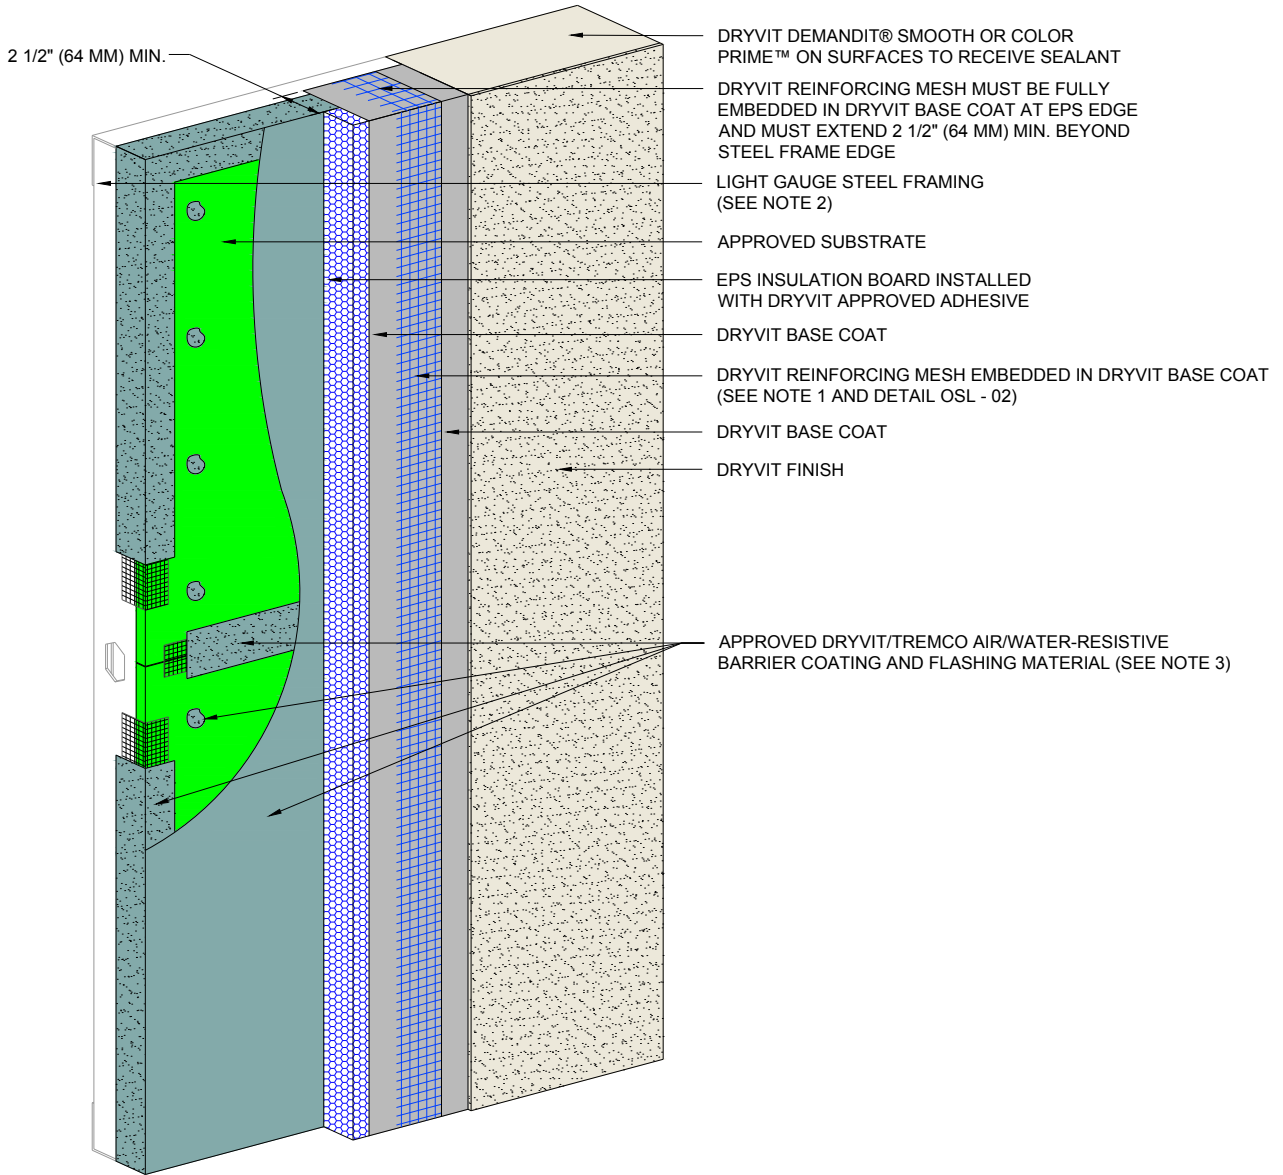 2 1/2" (64 MM) MIN.
DRYVIT DEMANDIT® SMOOTH OR COLOR
PRIME™ ON SURFACES TO RECEIVE SEALANT
DRYVIT REINFORCING MESH MUST BE FULLY
EMBEDDED IN DRYVIT BASE COAT AT EPS EDGE
AND MUST EXTEND 2 1/2" (64 MM) MIN. BEYOND
STEEL FRAME EDGE
LIGHT GAUGE STEEL FRAMING
(SEE NOTE 2)
APPROVED SUBSTRATE
EPS INSULATION BOARD INSTALLED
WITH DRYVIT APPROVED ADHESIVE
DRYVIT BASE COAT
DRYVIT REINFORCING MESH EMBEDDED IN DRYVIT BASE COAT
(SEE NOTE 1 AND DETAIL OSL - 02)
DRYVIT BASE COAT
DRYVIT FINISH
APPROVED DRYVIT/TREMCO AIR/WATER-RESISTIVE
BARRIER COATING AND FLASHING MATERIAL (SEE NOTE 3)